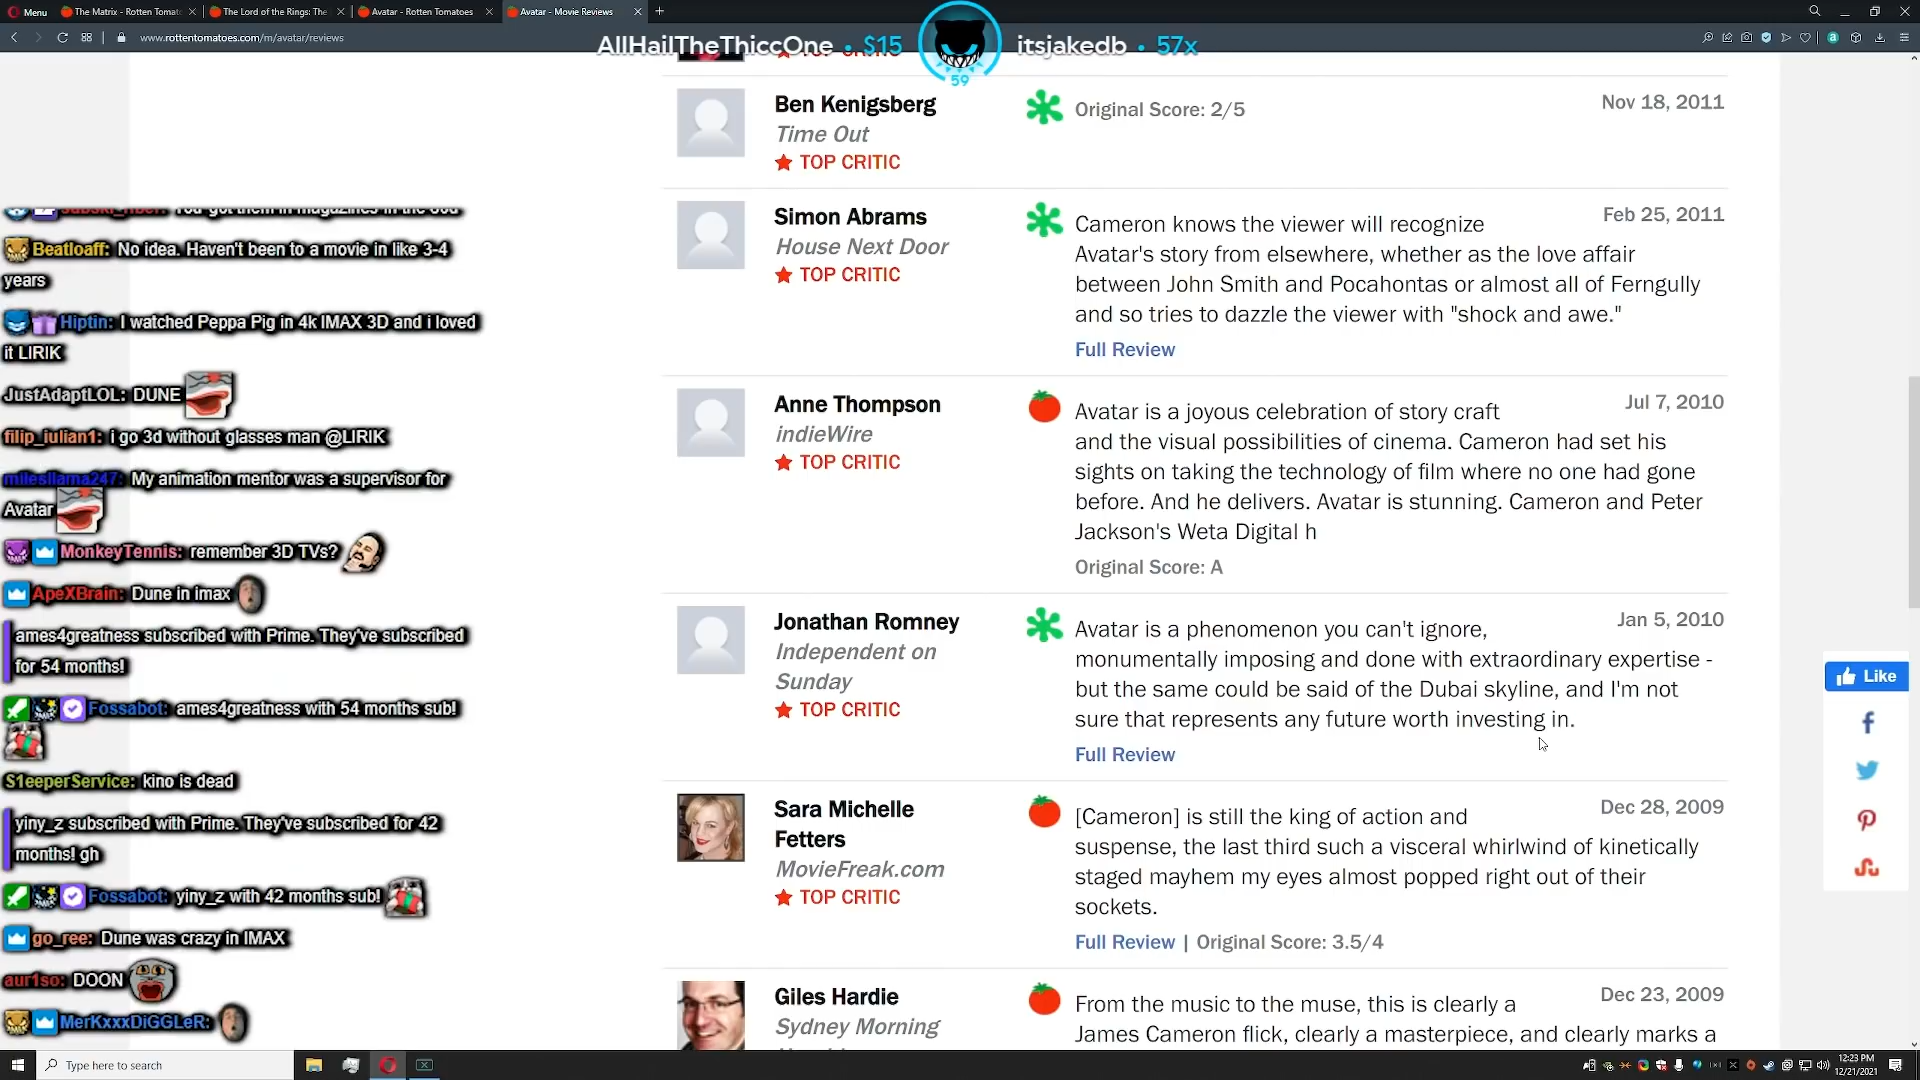 Menu
The Matrix - Rotten Tomato
The Lord of the Rings: The
Avatar - Rotten Tomatoes
Avatar - Movie Reviews
www.rottentomatoes.com/m/avatar/reviews
AllHailTheThiccOne • $15
59
itsjakedb • 57x
Ben Kenigsberg
Time Out
TOP CRITIC
Original Score: 2/5
Nov 18, 2011
Simon Abrams
House Next Door
TOP CRITIC
Feb 25, 2011
Cameron knows the viewer will recognize
Avatar's story from elsewhere, whether as the love affair
between John Smith and Pocahontas or almost all of Ferngully
and so tries to dazzle the viewer with "shock and awe."
Full Review
Anne Thompson
indieWire
TOP CRITIC
Jul 7, 2010
Avatar is a joyous celebration of story craft
and the visual possibilities of cinema. Cameron had set his
sights on taking the technology of film where no one had gone
before. And he delivers. Avatar is stunning. Cameron and Peter
Jackson's Weta Digital h
Original Score: A
Jonathan Romney
Independent on
Sunday
TOP CRITIC
Jan 5, 2010
Avatar is a phenomenon you can't ignore,
monumentally imposing and done with extraordinary expertise -
but the same could be said of the Dubai skyline, and I'm not
sure that represents any future worth investing in.
Full Review
Sara Michelle
Fetters
MovieFreak.com
TOP CRITIC
Dec 28, 2009
[Cameron] is still the king of action and
suspense, the last third such a visceral whirlwind of kinetically
staged mayhem my eyes almost popped right out of their
sockets.
Full Review | Original Score: 3.5/4
Giles Hardie
Sydney Morning
Dec 23, 2009
From the music to the muse, this is clearly a
James Cameron flick, clearly a masterpiece, and clearly marks a
Like
You got them in magazines in the
Beatloaff: No idea. Haven't been to a movie in like 3-4
years
Hiptin: I watched Peppa Pig in 4k IMAX 3D and i loved
it LIRIK
JustAdaptLOL: DUNE
filip_iulian1: i go 3d without glasses man @LIRIK
milesllama247: My animation mentor was a supervisor for
Avatar
MonkeyTennis: remember 3D TVs?
ApeXBrain: Dune in imax
ames4greatness subscribed with Prime. They've subscribed
for 54 months!
Fossabot: ames4greatness with 54 months sub!
S1eeperService: kino is dead
yiny_z subscribed with Prime. They've subscribed for 42
months! gh
Fossabot: yiny_z with 42 months sub!
go_ree: Dune was crazy in IMAX
aur1so: DOON
MerKxxxDiGGLeR:
Type here to search
12:23 PM
12/21/2021